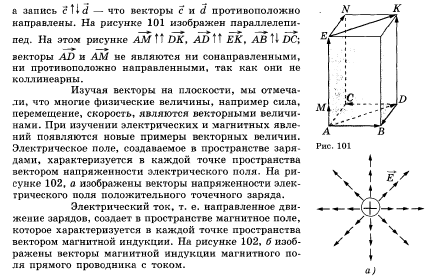 а запись c⃗ ↑↓ d⃗ — что векторы c⃗ и d⃗ противоположно
направлены. На рисунке 101 изображен параллелепи-
пед. На этом рисунке AM⃗ ↑↑ DK⃗, AD⃗ ↑↑ EK⃗, AB⃗ ↑↓ DC⃗;
векторы AD⃗ и AM⃗ не являются ни сонаправленными,
ни противоположно направленными, так как они не
коллинеарны.
Изучая векторы на плоскости, мы отмеча-
ли, что многие физические величины, например сила,
перемещение, скорость, являются векторными величи-
нами. При изучении электрических и магнитных явле-
ний появляются новые примеры векторных величин.
Электрическое поле, создаваемое в пространстве заря-
дами, характеризуется в каждой точке пространства
вектором напряженности электрического поля. На ри-
сунке 102, а изображены векторы напряженности элек-
трического поля положительного точечного заряда.
Электрический ток, т. е. направленное дви-
жение зарядов, создает в пространстве магнитное поле,
которое характеризуется в каждой точке пространства
вектором магнитной индукции. На рисунке 102, б изоб-
ражены векторы магнитной индукции магнитного по-
ля прямого проводника с током.
N
K
E
M
C
D
A
B
Рис. 101
E⃗
+
а)